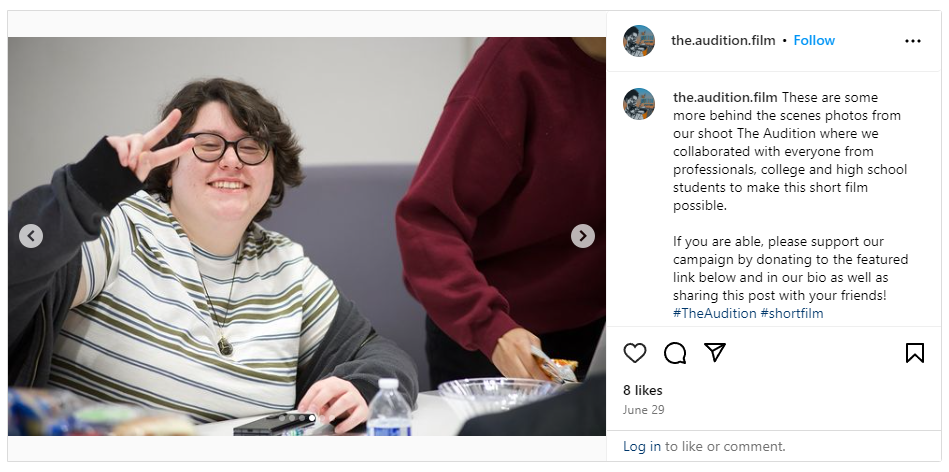 the.audition.film • Follow
the.audition.film These are some
more behind the scenes photos from
our shoot The Audition where we
collaborated with everyone from
professionals, college and high school
students to make this short film
possible.
If you are able, please support our
campaign by donating to the featured
link below and in our bio as well as
sharing this post with your friends!
#TheAudition #shortfilm
8 likes
June 29
Log in to like or comment.